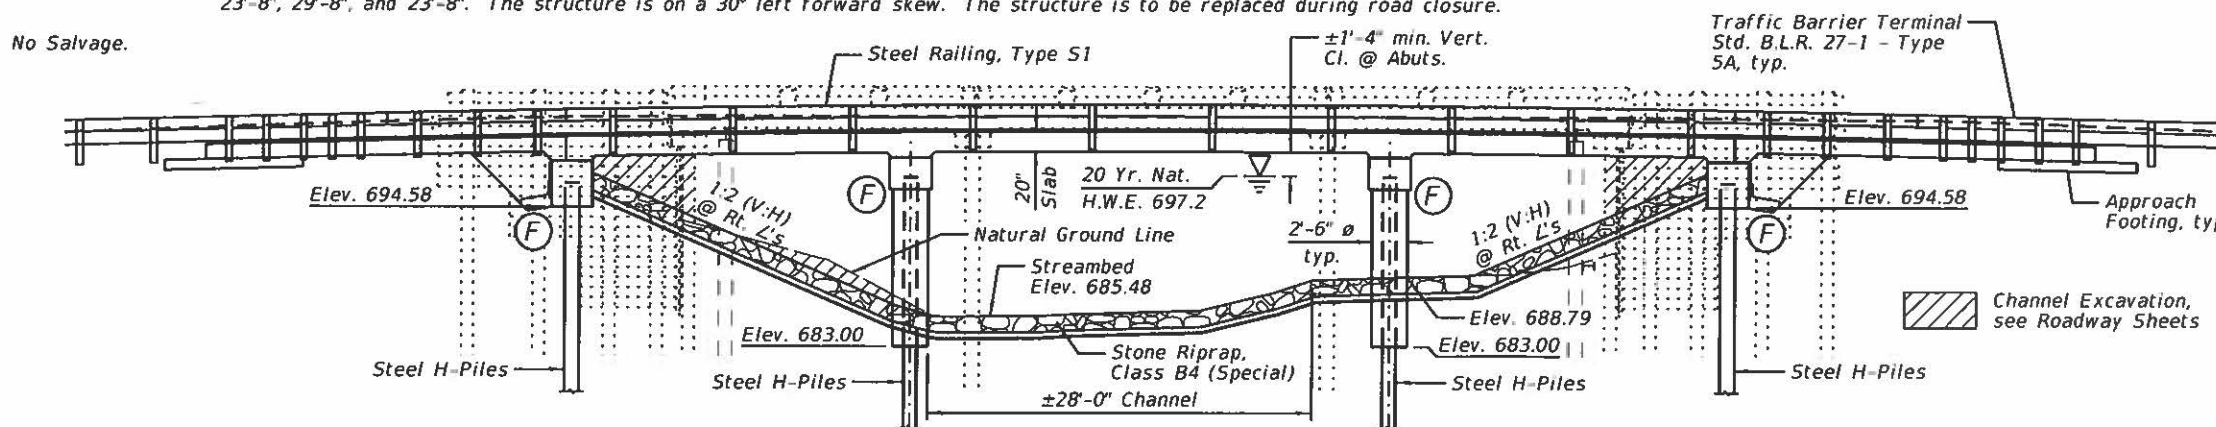 23'-8", 29'-8", and 23'-8". The structure is on a 30° left forward skew. The structure is to be replaced during road closure.
No Salvage.
Steel Railing, Type S1
±1'-4" min. Vert.
Cl. @ Abuts.
Traffic Barrier Terminal
Std. B.L.R. 27-1 - Type
5A, typ.
Elev. 694.58
F
1:2 (V:H)
@ Rt. ∠'s
F
20"
Slab
20 Yr. Nat.
H.W.E. 697.2
Natural Ground Line
Streambed
Elev. 685.48
2'-6" ø
typ.
F
1:2 (V:H)
@ Rt. ∠'s
Elev. 694.58
F
Approach
Footing,
Channel Excavation,
see Roadway Sheets
Elev. 683.00
Elev. 688.79
Elev. 683.00
Stone Riprap,
Class B4 (Special)
Steel H-Piles
Steel H-Piles
Steel H-Piles
Steel H-Piles
±28'-0" Channel